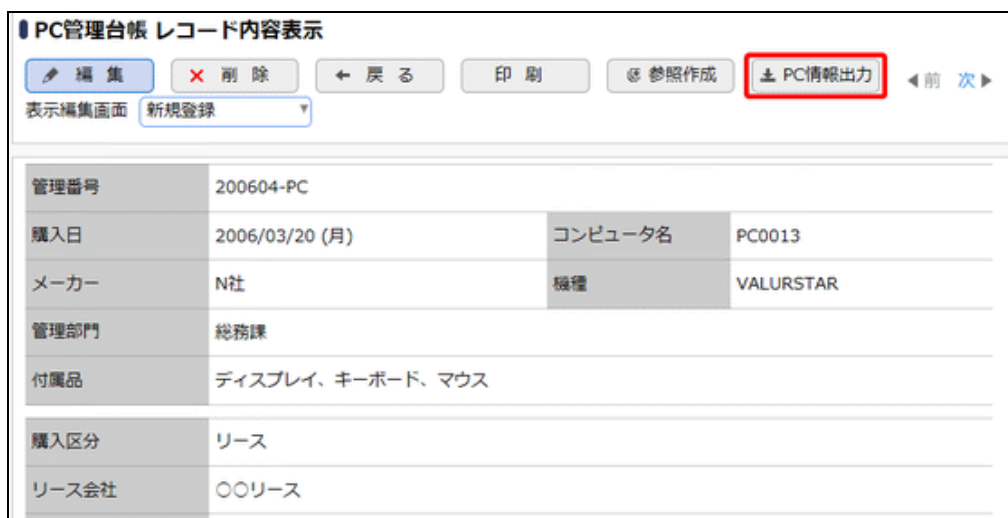 PC管理台帳 レコード内容表示
編 集 削 除 戻 る 印 刷 参照作成 PC情報出力 前 次
表示編集画面 新規登録
管理番号 200604-PC
購入日 2006/03/20 (月) コンピュータ名 PC0013
メーカー N社 機種 VALURSTAR
管理部門 総務課
付属品 ディスプレイ、キーボード、マウス
購入区分 リース
リース会社 〇〇リース